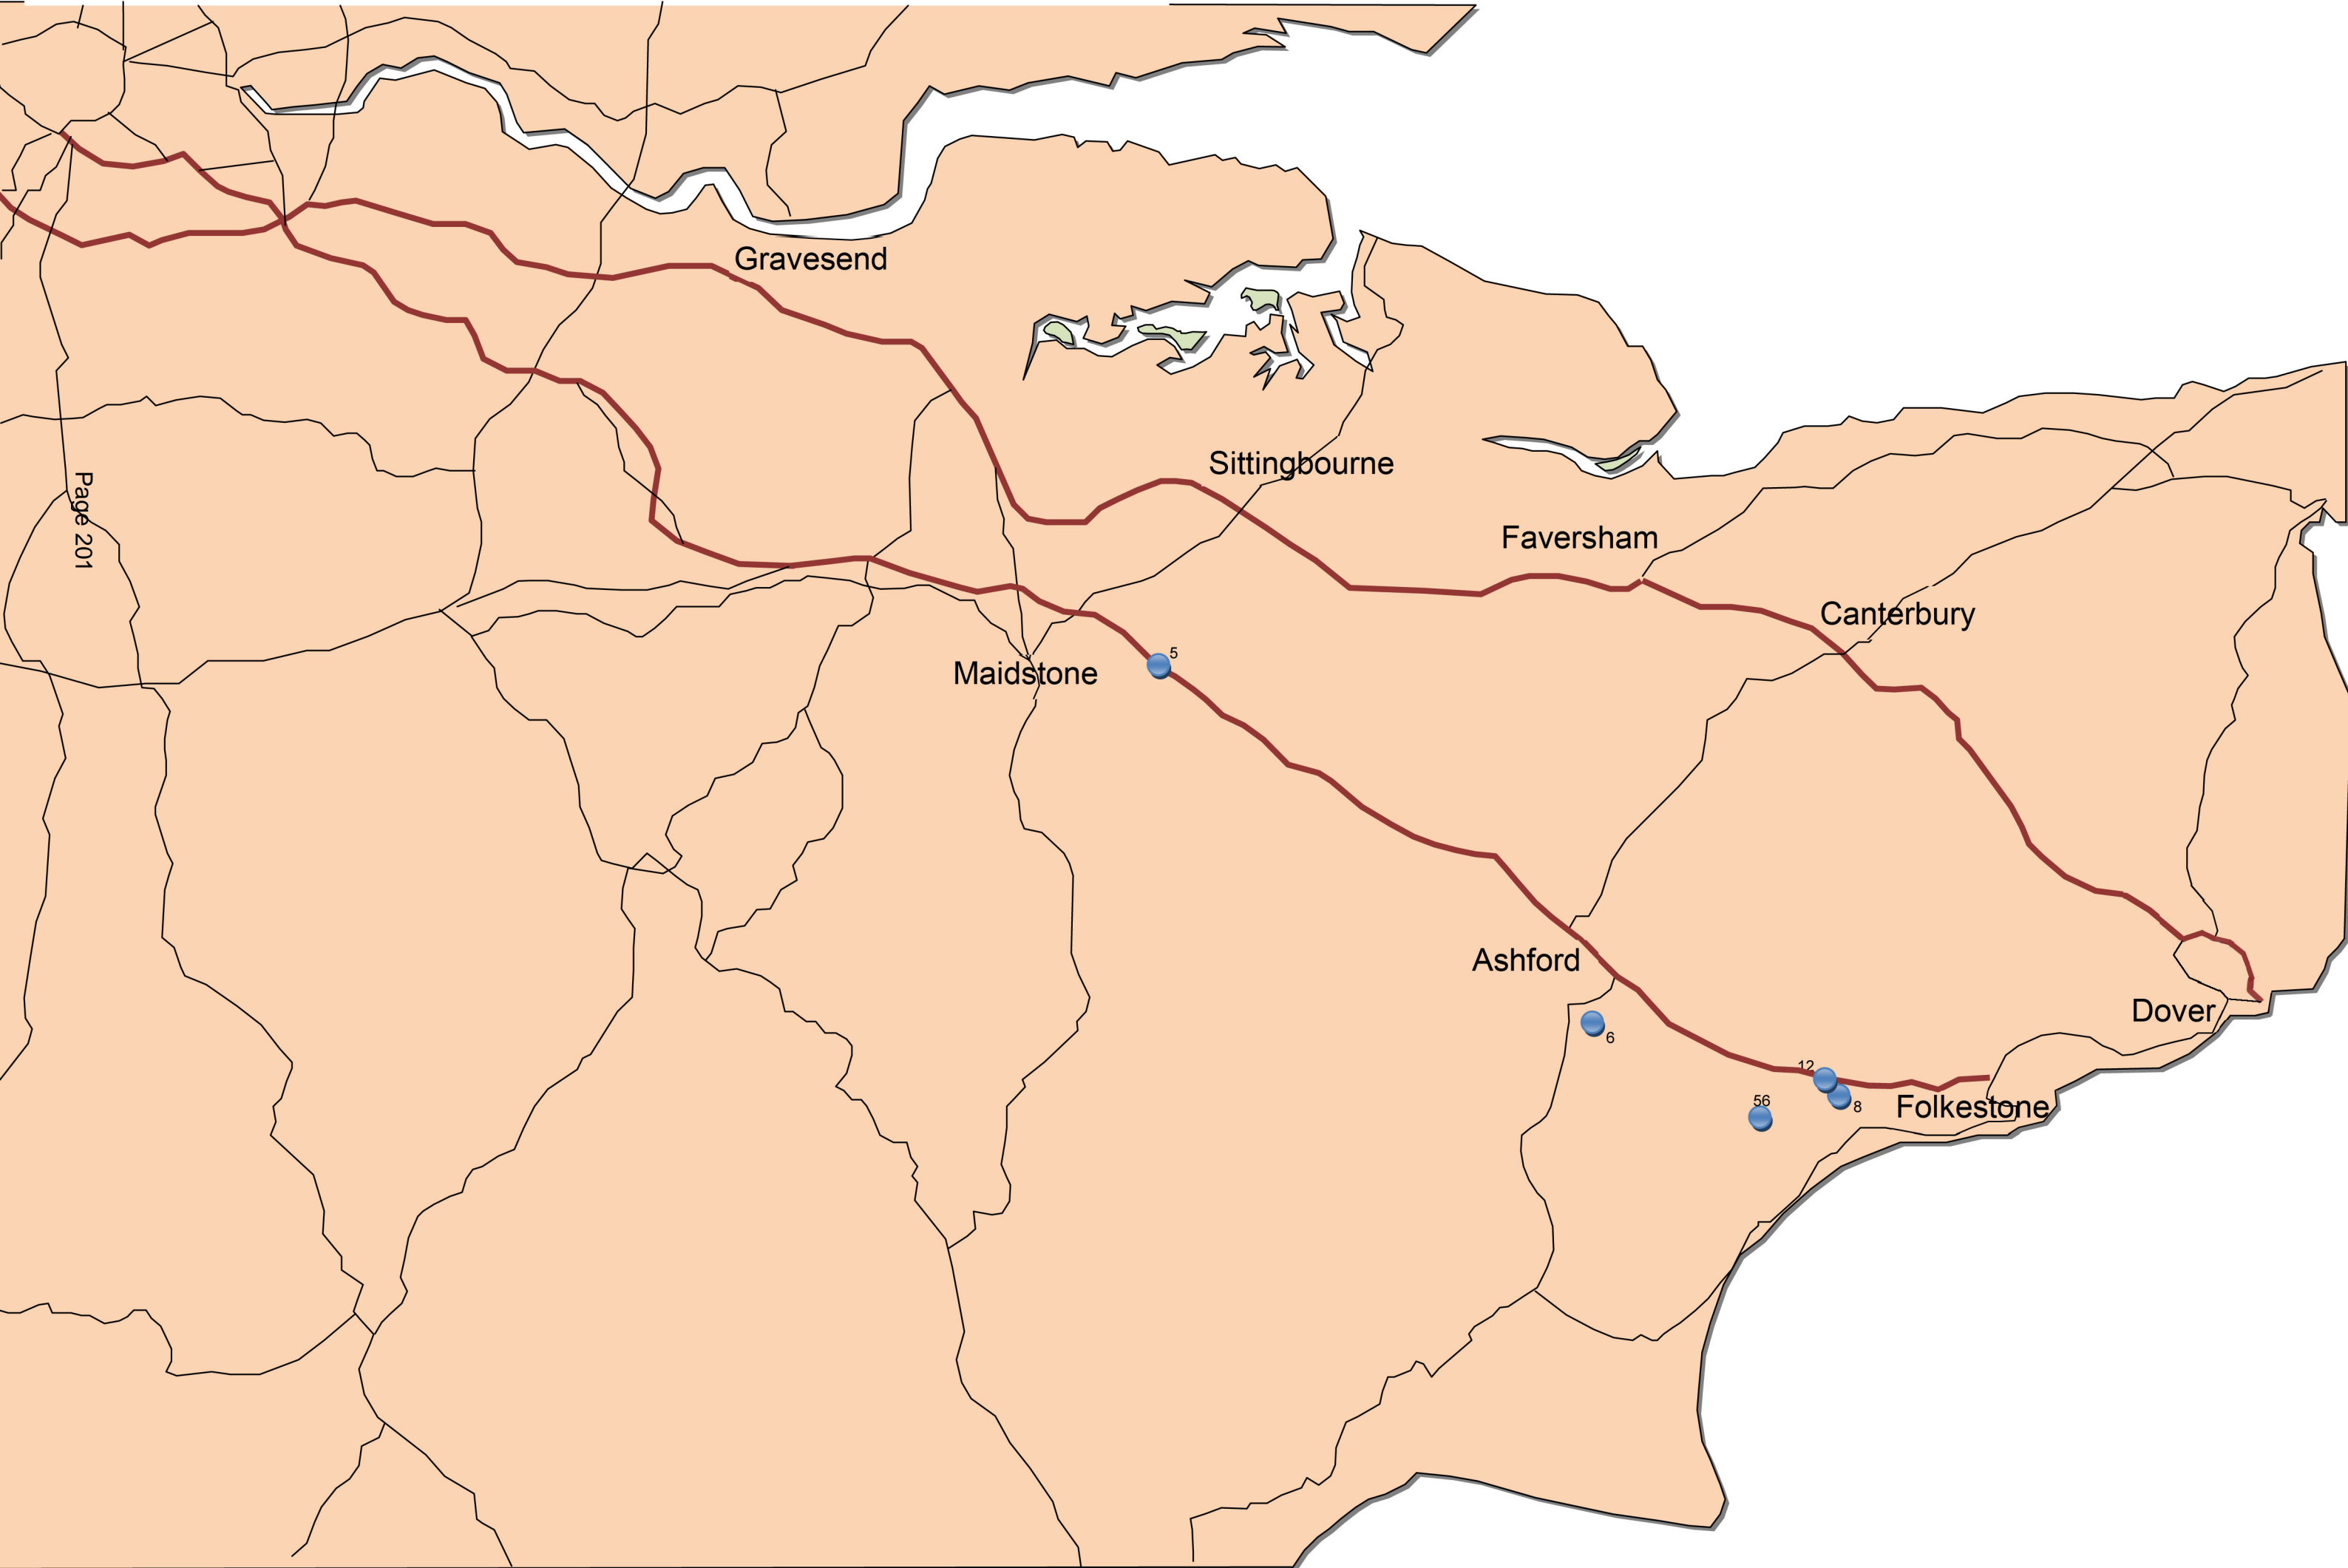 Gravesend
Sittingbourne
Page 201
Faversham
Canterbury
Maidstone
5
Ashford
Dover
6
12
56
8
Folkestone